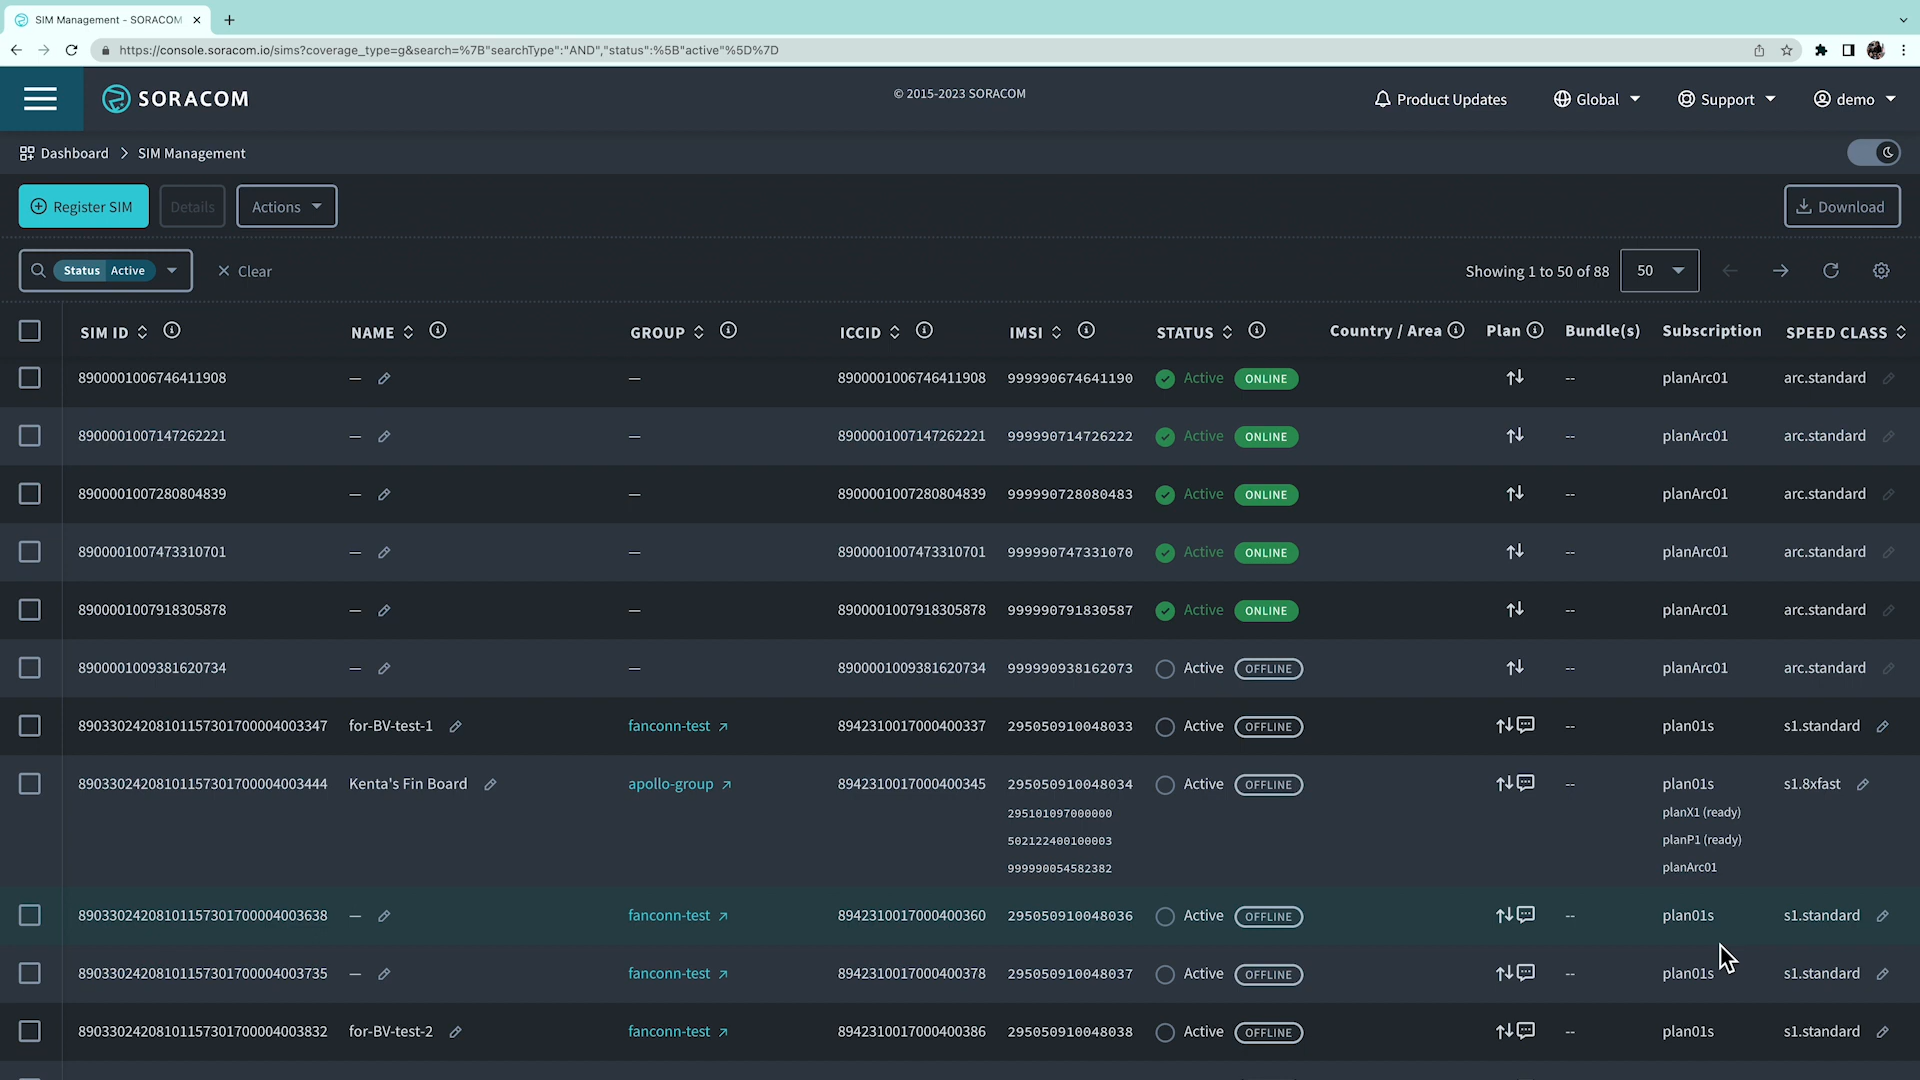 SIM Management - SORACOM
https://console.soracom.io/sims?coverage_type=g&search=%7B"searchType":"AND","status":%5B"active"%5D%7D
SORACOM
© 2015-2023 SORACOM
Product Updates
Global
Support
demo
Dashboard
SIM Management
Register SIM
Details
Actions
Download
Status Active
Clear
Showing 1 to 50 of 88
50
SIM ID NAME GROUP ICCID IMSI STATUS Country / Area Plan Bundle(s) Subscription SPEED CLASS
8900001006746411908 — — 8900001006746411908 999990674641190 Active ONLINE -- planArc01 arc.standard
8900001007147262221 — — 8900001007147262221 999990714726222 Active ONLINE -- planArc01 arc.standard
8900001007280804839 — — 8900001007280804839 999990728080483 Active ONLINE -- planArc01 arc.standard
8900001007473310701 — — 8900001007473310701 999990747331070 Active ONLINE -- planArc01 arc.standard
8900001007918305878 — — 8900001007918305878 999990791830587 Active ONLINE -- planArc01 arc.standard
8900001009381620734 — — 8900001009381620734 999990938162073 Active OFFLINE -- planArc01 arc.standard
89033024208101157301700004003347 for-BV-test-1 fanconn-test 8942310017000400337 295050910048033 Active OFFLINE -- plan01s s1.standard
89033024208101157301700004003444 Kenta's Fin Board apollo-group 8942310017000400345 295050910048034 Active OFFLINE -- plan01s s1.8xfast
295101097000000 planX1 (ready)
502122400100003 planP1 (ready)
999990054582382 planArc01
89033024208101157301700004003638 — fanconn-test 8942310017000400360 295050910048036 Active OFFLINE -- plan01s s1.standard
89033024208101157301700004003735 — fanconn-test 8942310017000400378 295050910048037 Active OFFLINE -- plan01s s1.standard
89033024208101157301700004003832 for-BV-test-2 fanconn-test 8942310017000400386 295050910048038 Active OFFLINE -- plan01s s1.standard